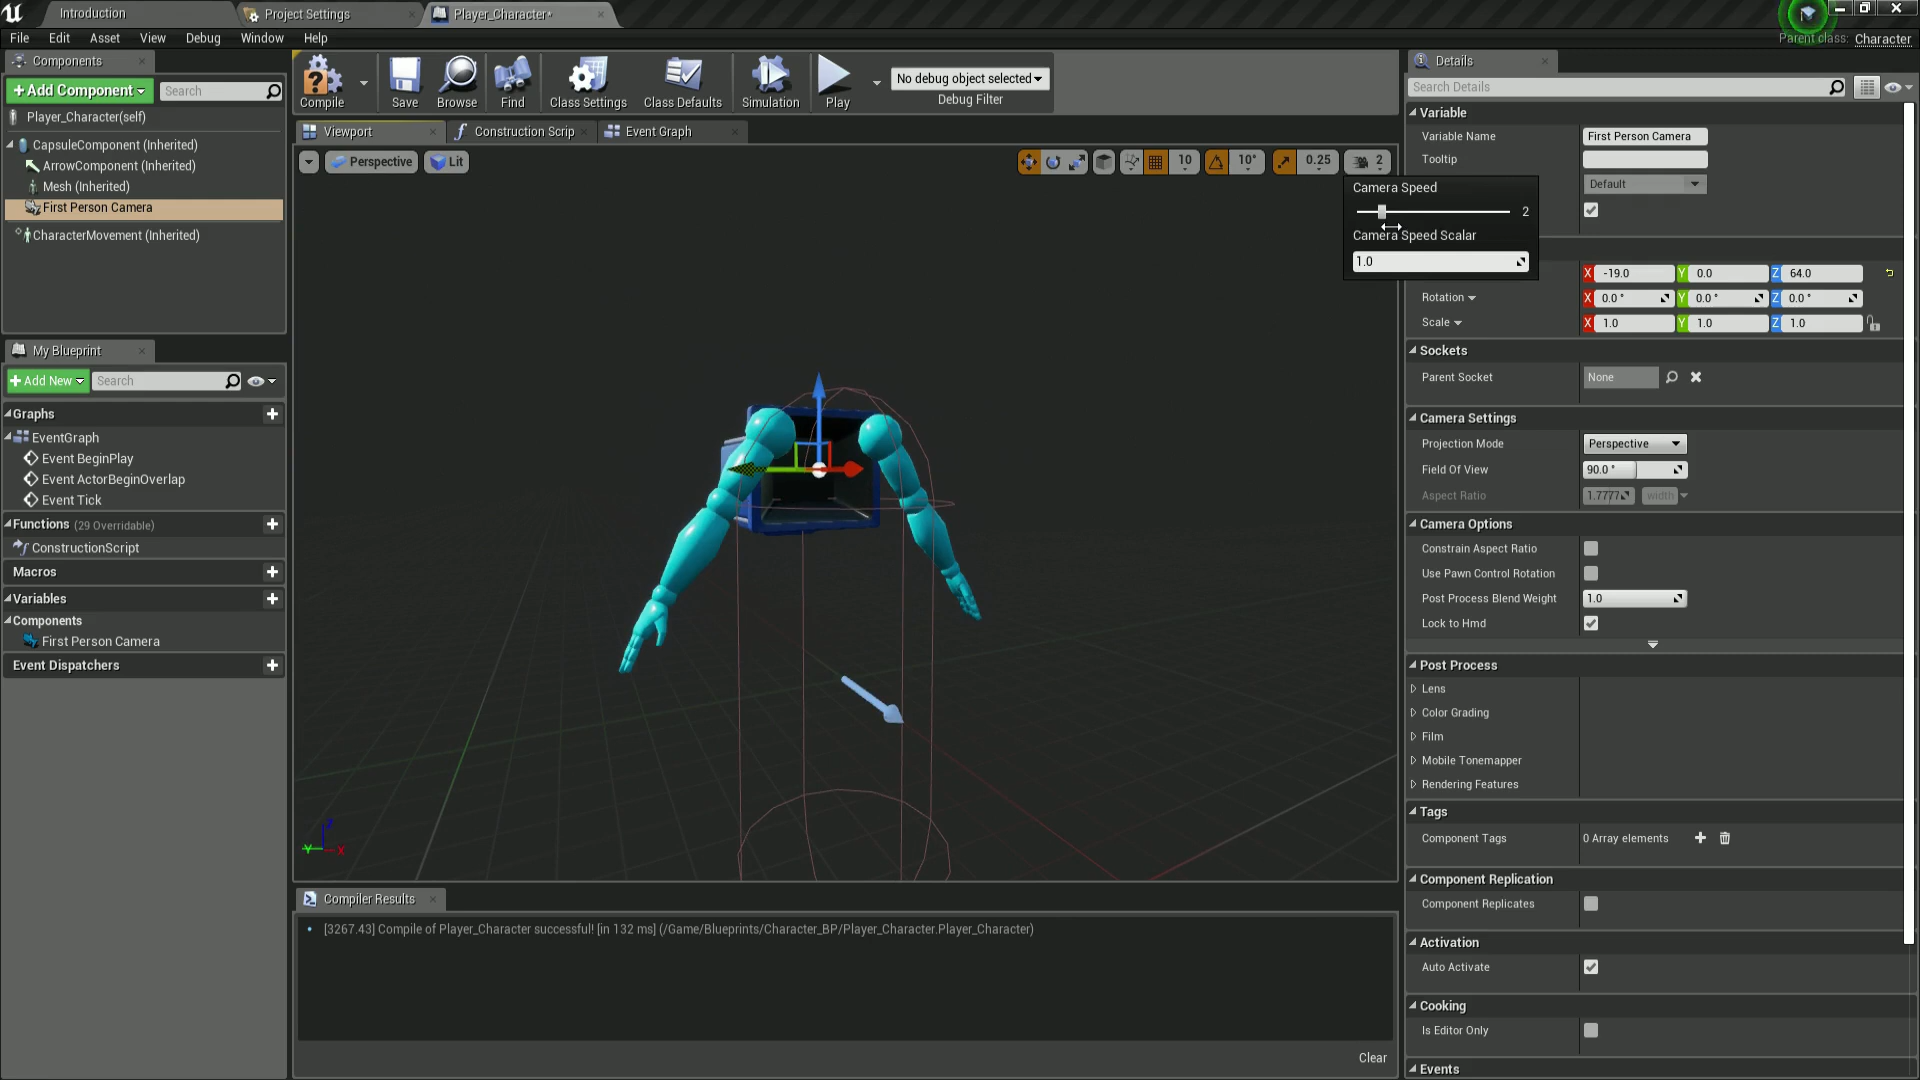 Introduction
Project Settings
Player_Character*
File Edit Asset View Debug Window Help
Parent class: Character
Components
+Add Component
Search
Player_Character(self)
CapsuleComponent (Inherited)
ArrowComponent (Inherited)
Mesh (Inherited)
First Person Camera
CharacterMovement (Inherited)
My Blueprint
+Add New
Search
Graphs
EventGraph
Event BeginPlay
Event ActorBeginOverlap
Event Tick
Functions (29 Overridable)
ConstructionScript
Macros
Variables
Components
First Person Camera
Event Dispatchers
Compile
Save
Browse
Find
Class Settings
Class Defaults
Simulation
Play
No debug object selected
Debug Filter
Viewport
Construction Scrip
Event Graph
Perspective
Lit
10
10°
0.25
2
Camera Speed
2
Camera Speed Scalar
1.0
Z
Y X
Compiler Results
[3267.43] Compile of Player_Character successful! [in 132 ms] (/Game/Blueprints/Character_BP/Player_Character.Player_Character)
Clear
Details
Search Details
Variable
Variable Name First Person Camera
Tooltip
Default
X -19.0 Y 0.0 Z 64.0
Rotation X 0.0 ° Y 0.0 ° Z 0.0 °
Scale X 1.0 Y 1.0 Z 1.0
Sockets
Parent Socket None
Camera Settings
Projection Mode Perspective
Field Of View 90.0 °
Aspect Ratio 1.7777 width
Camera Options
Constrain Aspect Ratio
Use Pawn Control Rotation
Post Process Blend Weight 1.0
Lock to Hmd
Post Process
Lens
Color Grading
Film
Mobile Tonemapper
Rendering Features
Tags
Component Tags 0 Array elements
Component Replication
Component Replicates
Activation
Auto Activate
Cooking
Is Editor Only
Events